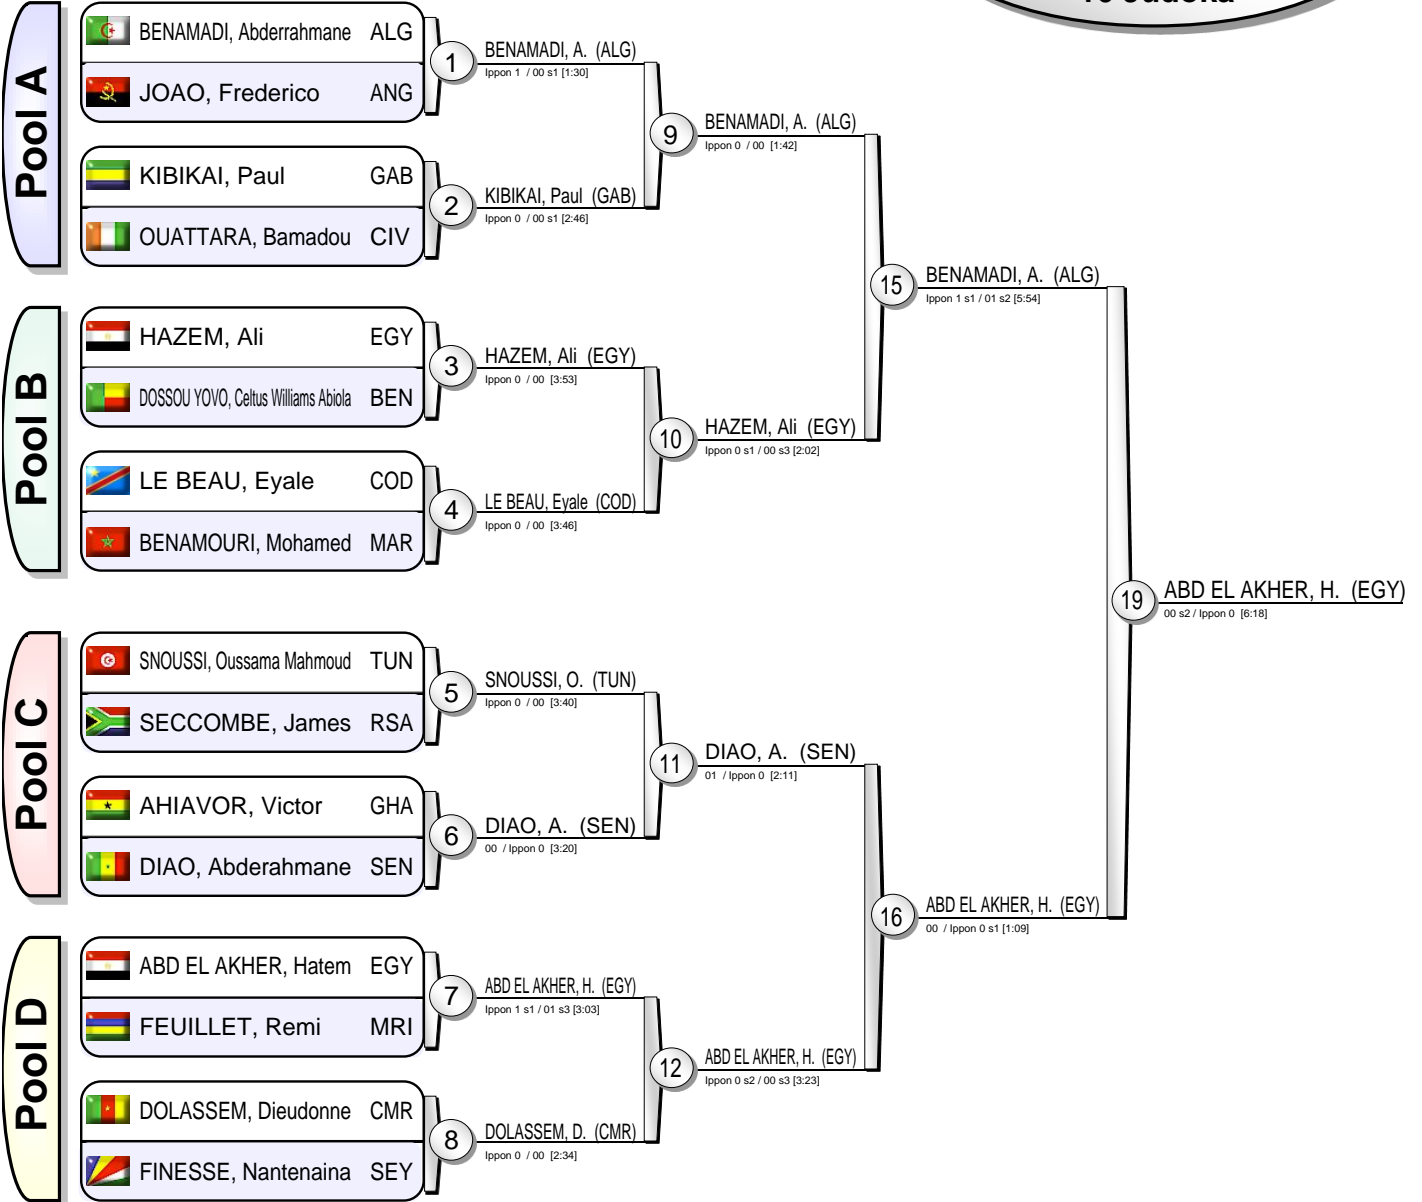 16 Judoka
Pool A
BENAMADI, Abderrahmane ALG
JOAO, Frederico ANG
KIBIKAI, Paul GAB
OUATTARA, Bamadou CIV
Pool B
HAZEM, Ali EGY
DOSSOU YOVO, Celtus Williams Abiola BEN
LE BEAU, Eyale COD
BENAMOURI, Mohamed MAR
Pool C
SNOUSSI, Oussama Mahmoud TUN
SECCOMBE, James RSA
AHIAVOR, Victor GHA
DIAO, Abderahmane SEN
Pool D
ABD EL AKHER, Hatem EGY
FEUILLET, Remi MRI
DOLASSEM, Dieudonne CMR
FINESSE, Nantenaina SEY
1 BENAMADI, A. (ALG)
Ippon 1 / 00 s1 [1:30]
2 KIBIKAI, Paul (GAB)
Ippon 0 / 00 s1 [2:46]
3 HAZEM, Ali (EGY)
Ippon 0 / 00 [3:53]
4 LE BEAU, Eyale (COD)
Ippon 0 / 00 [3:46]
5 SNOUSSI, O. (TUN)
Ippon 0 / 00 [3:40]
6 DIAO, A. (SEN)
00 / Ippon 0 [3:20]
7 ABD EL AKHER, H. (EGY)
Ippon 1 s1 / 01 s3 [3:03]
8 DOLASSEM, D. (CMR)
Ippon 0 / 00 [2:34]
9 BENAMADI, A. (ALG)
Ippon 0 / 00 [1:42]
10 HAZEM, Ali (EGY)
Ippon 0 s1 / 00 s3 [2:02]
11 DIAO, A. (SEN)
01 / Ippon 0 [2:11]
12 ABD EL AKHER, H. (EGY)
Ippon 0 s2 / 00 s3 [3:23]
15 BENAMADI, A. (ALG)
Ippon 1 s1 / 01 s2 [5:54]
16 ABD EL AKHER, H. (EGY)
00 / Ippon 0 s1 [1:09]
19 ABD EL AKHER, H. (EGY)
00 s2 / Ippon 0 [6:18]